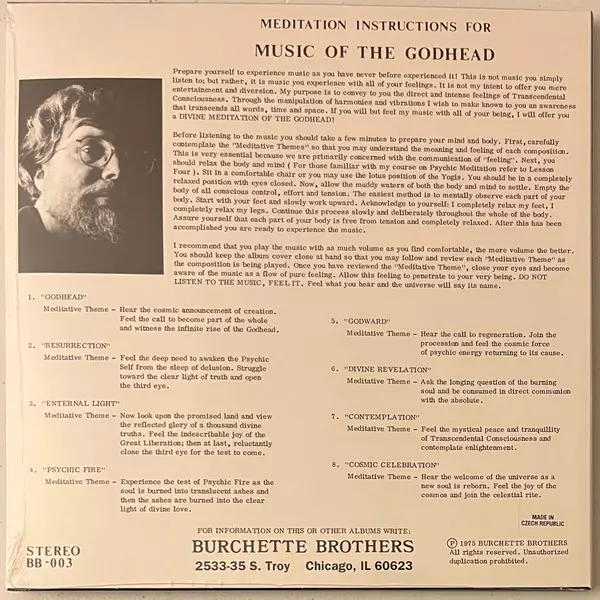 MEDITATION INSTRUCTIONS FOR
MUSIC OF THE GODHEAD
Prepare yourself to experience music as you have never before experienced it! This is not music you simply
listen to; but rather, it is music you experience with all of your feelings. It is not my intent to offer you mere
entertainment and diversion. My purpose is to convey to you the direct and intense feelings of Transcendental
Consciousness. Through the manipulation of harmonies and vibrations I wish to make known to you an awareness
that transcends all words, time and space. If you will but feel my music with all of your being, I will offer you
a DIVINE MEDITATION OF THE GODHEAD!
Before listening to the music you should take a few minutes to prepare your mind and body. First, carefully
contemplate the "Meditative Themes" so that you may understand the meaning and feeling of each composition.
This is very essential because we are primarily concerned with the communication of "feeling". Next, you
should relax the body and mind ( For those familiar with my course on Psychic Meditation refer to Lesson
Four ). Sit in a comfortable chair or you may use the lotus position of the Yogis. You should be in a completely
relaxed position with eyes closed. Now, allow the muddy waters of both the body and mind to settle. Empty the
body of all conscious control, effort and tension. The easiest method is to mentally observe each part of your
body. Start with your feet and slowly work upward. Acknowledge to yourself: I completely relax my feet, I
completely relax my legs. Continue this process slowly and deliberately throughout the whole of the body.
Assure yourself that each part of your body is free from tension and completely relaxed. After this has been
accomplished you are ready to experience the music.
I recommend that you play the music with as much volume as you find comfortable, the more volume the better.
You should keep the album cover close at hand so that you may follow and review each "Meditative Theme" as
the composition is being played. Once you have reviewed the "Meditative Theme", close your eyes and become
aware of the music as a flow of pure feeling. Allow this feeling to penetrate to your very being. DO NOT
LISTEN TO THE MUSIC, FEEL IT. Feel what you hear and the universe will say its name.
1. "GODHEAD"
Meditative Theme - Hear the cosmic announcement of creation.
Feel the call to become part of the whole
and witness the infinite rise of the Godhead.
2. "RESURRECTION"
Meditative Theme - Feel the deep need to awaken the Psychic
Self from the sleep of delusion. Struggle
toward the clear light of truth and open
the third eye.
3. "ENTERNAL LIGHT"
Meditative Theme - Now look upon the promised land and view
the reflected glory of a thousand divine
truths. Feel the indescribable joy of the
Great Liberation; then at last, reluctantly
close the third eye for the test to come.
4. "PSYCHIC FIRE"
Meditative Theme - Experience the test of Psychic Fire as the
soul is burned into translucent ashes and
then the ashes are burned into the clear
light of divine love.
5. "GODWARD"
Meditative Theme - Hear the call to regeneration. Join the
procession and feel the cosmic force
of psychic energy returning to its cause.
6. "DIVINE REVELATION"
Meditative Theme - Ask the longing question of the burning
soul and be consumed in direct communion
with the absolute.
7. "CONTEMPLATION"
Meditative Theme - Feel the mystical peace and tranquillity
of Transcendental Consciousness and
contemplate enlightenment.
8. "COSMIC CELEBRATION"
Meditative Theme - Hear the welcome of the universe as a
new soul is reborn. Feel the joy of the
cosmos and join the celestial rite.
MADE IN
CZECH REPUBLIC
FOR INFORMATION ON THIS OR OTHER ALBUMS WRITE:
BURCHETTE BROTHERS
2533-35 S. Troy Chicago, IL 60623
STEREO
BB-003
Ⓟ 1975 BURCHETTE BROTHERS
All rights reserved. Unauthorized
duplication prohibited.